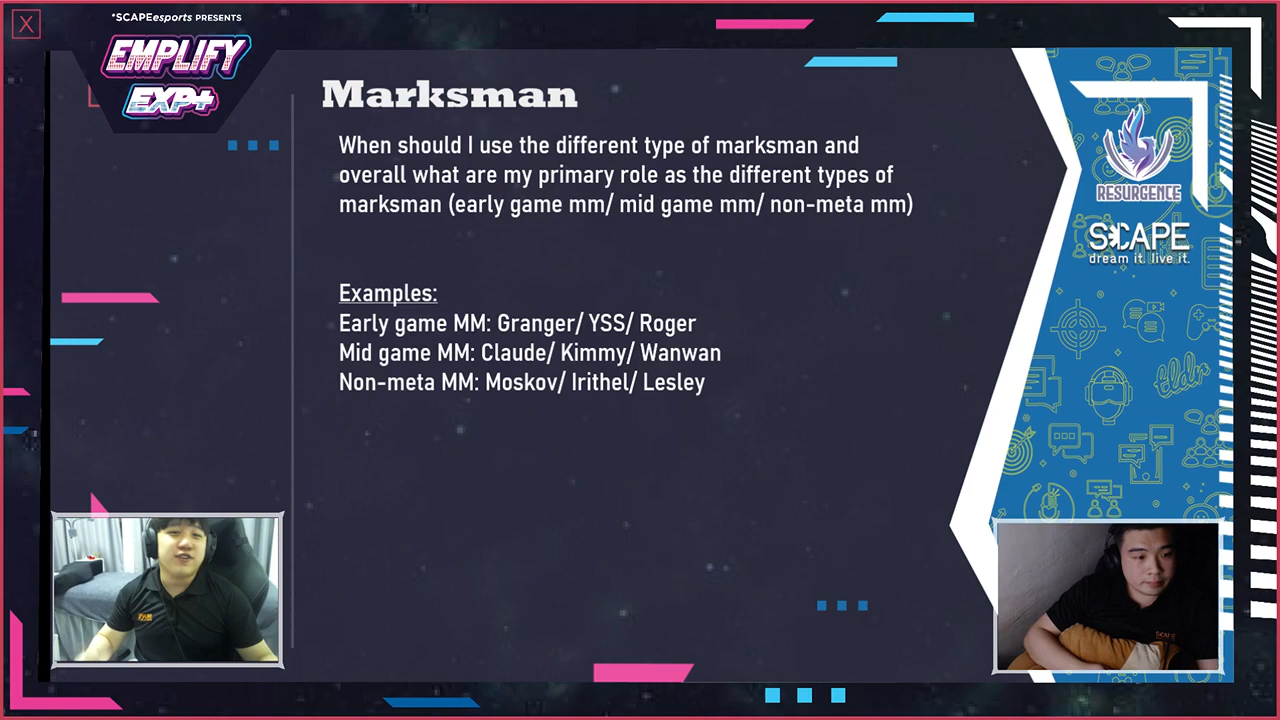 X
*SCAPEesports PRESENTS
EMPLIFY
EXP+
Marksman
When should I use the different type of marksman and
overall what are my primary role as the different types of
marksman (early game mm/ mid game mm/ non-meta mm)
Examples:
Early game MM: Granger/ YSS/ Roger
Mid game MM: Claude/ Kimmy/ Wanwan
Non-meta MM: Moskov/ Irithel/ Lesley
RESURGENCE
S*CAPE
dream it. live it.
tldr
SCAPE